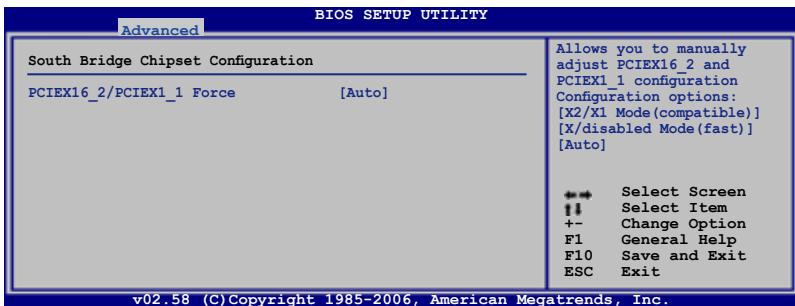 BIOS SETUP UTILITY
Advanced
South Bridge Chipset Configuration
PCIEX16_2/PCIEX1_1 Force [Auto]
Allows you to manually
adjust PCIEX16_2 and
PCIEX1_1 configuration
Configuration options:
[X2/X1 Mode(compatible)]
[X/disabled Mode(fast)]
[Auto]
←→ Select Screen
↑↓ Select Item
+- Change Option
F1 General Help
F10 Save and Exit
ESC Exit
v02.58 (C)Copyright 1985-2006, American Megatrends, Inc.